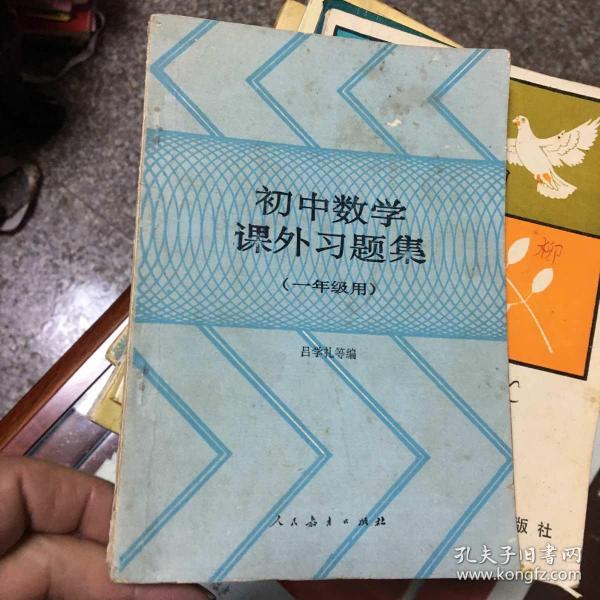 初中数学
课外习题集
（一年级用）
吕学礼等编
人民教育出版社
柳
版社
孔夫子旧书网
www.kongfz.com